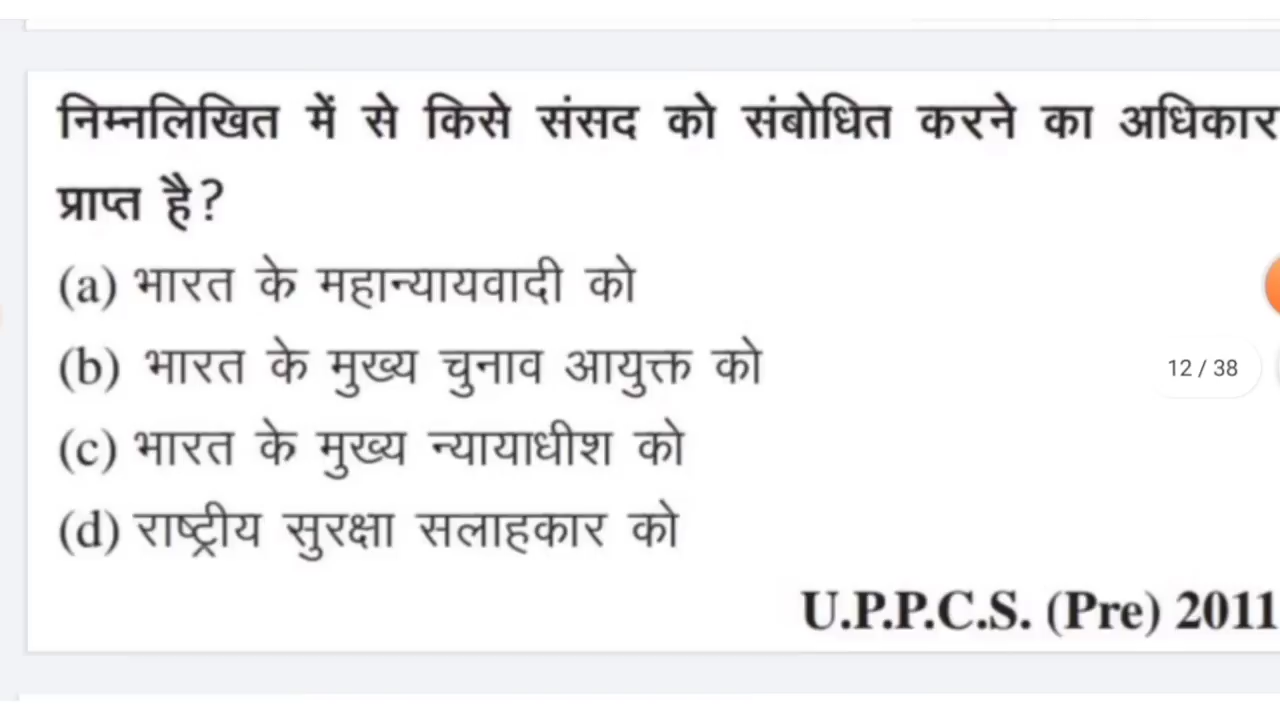 निम्नलिखित में से किसे संसद को संबोधित करने का अधिकार
प्राप्त है?
(a) भारत के महान्यायवादी को
(b) भारत के मुख्य चुनाव आयुक्त को
12 / 38
(c) भारत के मुख्य न्यायाधीश को
(d) राष्ट्रीय सुरक्षा सलाहकार को
U.P.P.C.S. (Pre) 2011